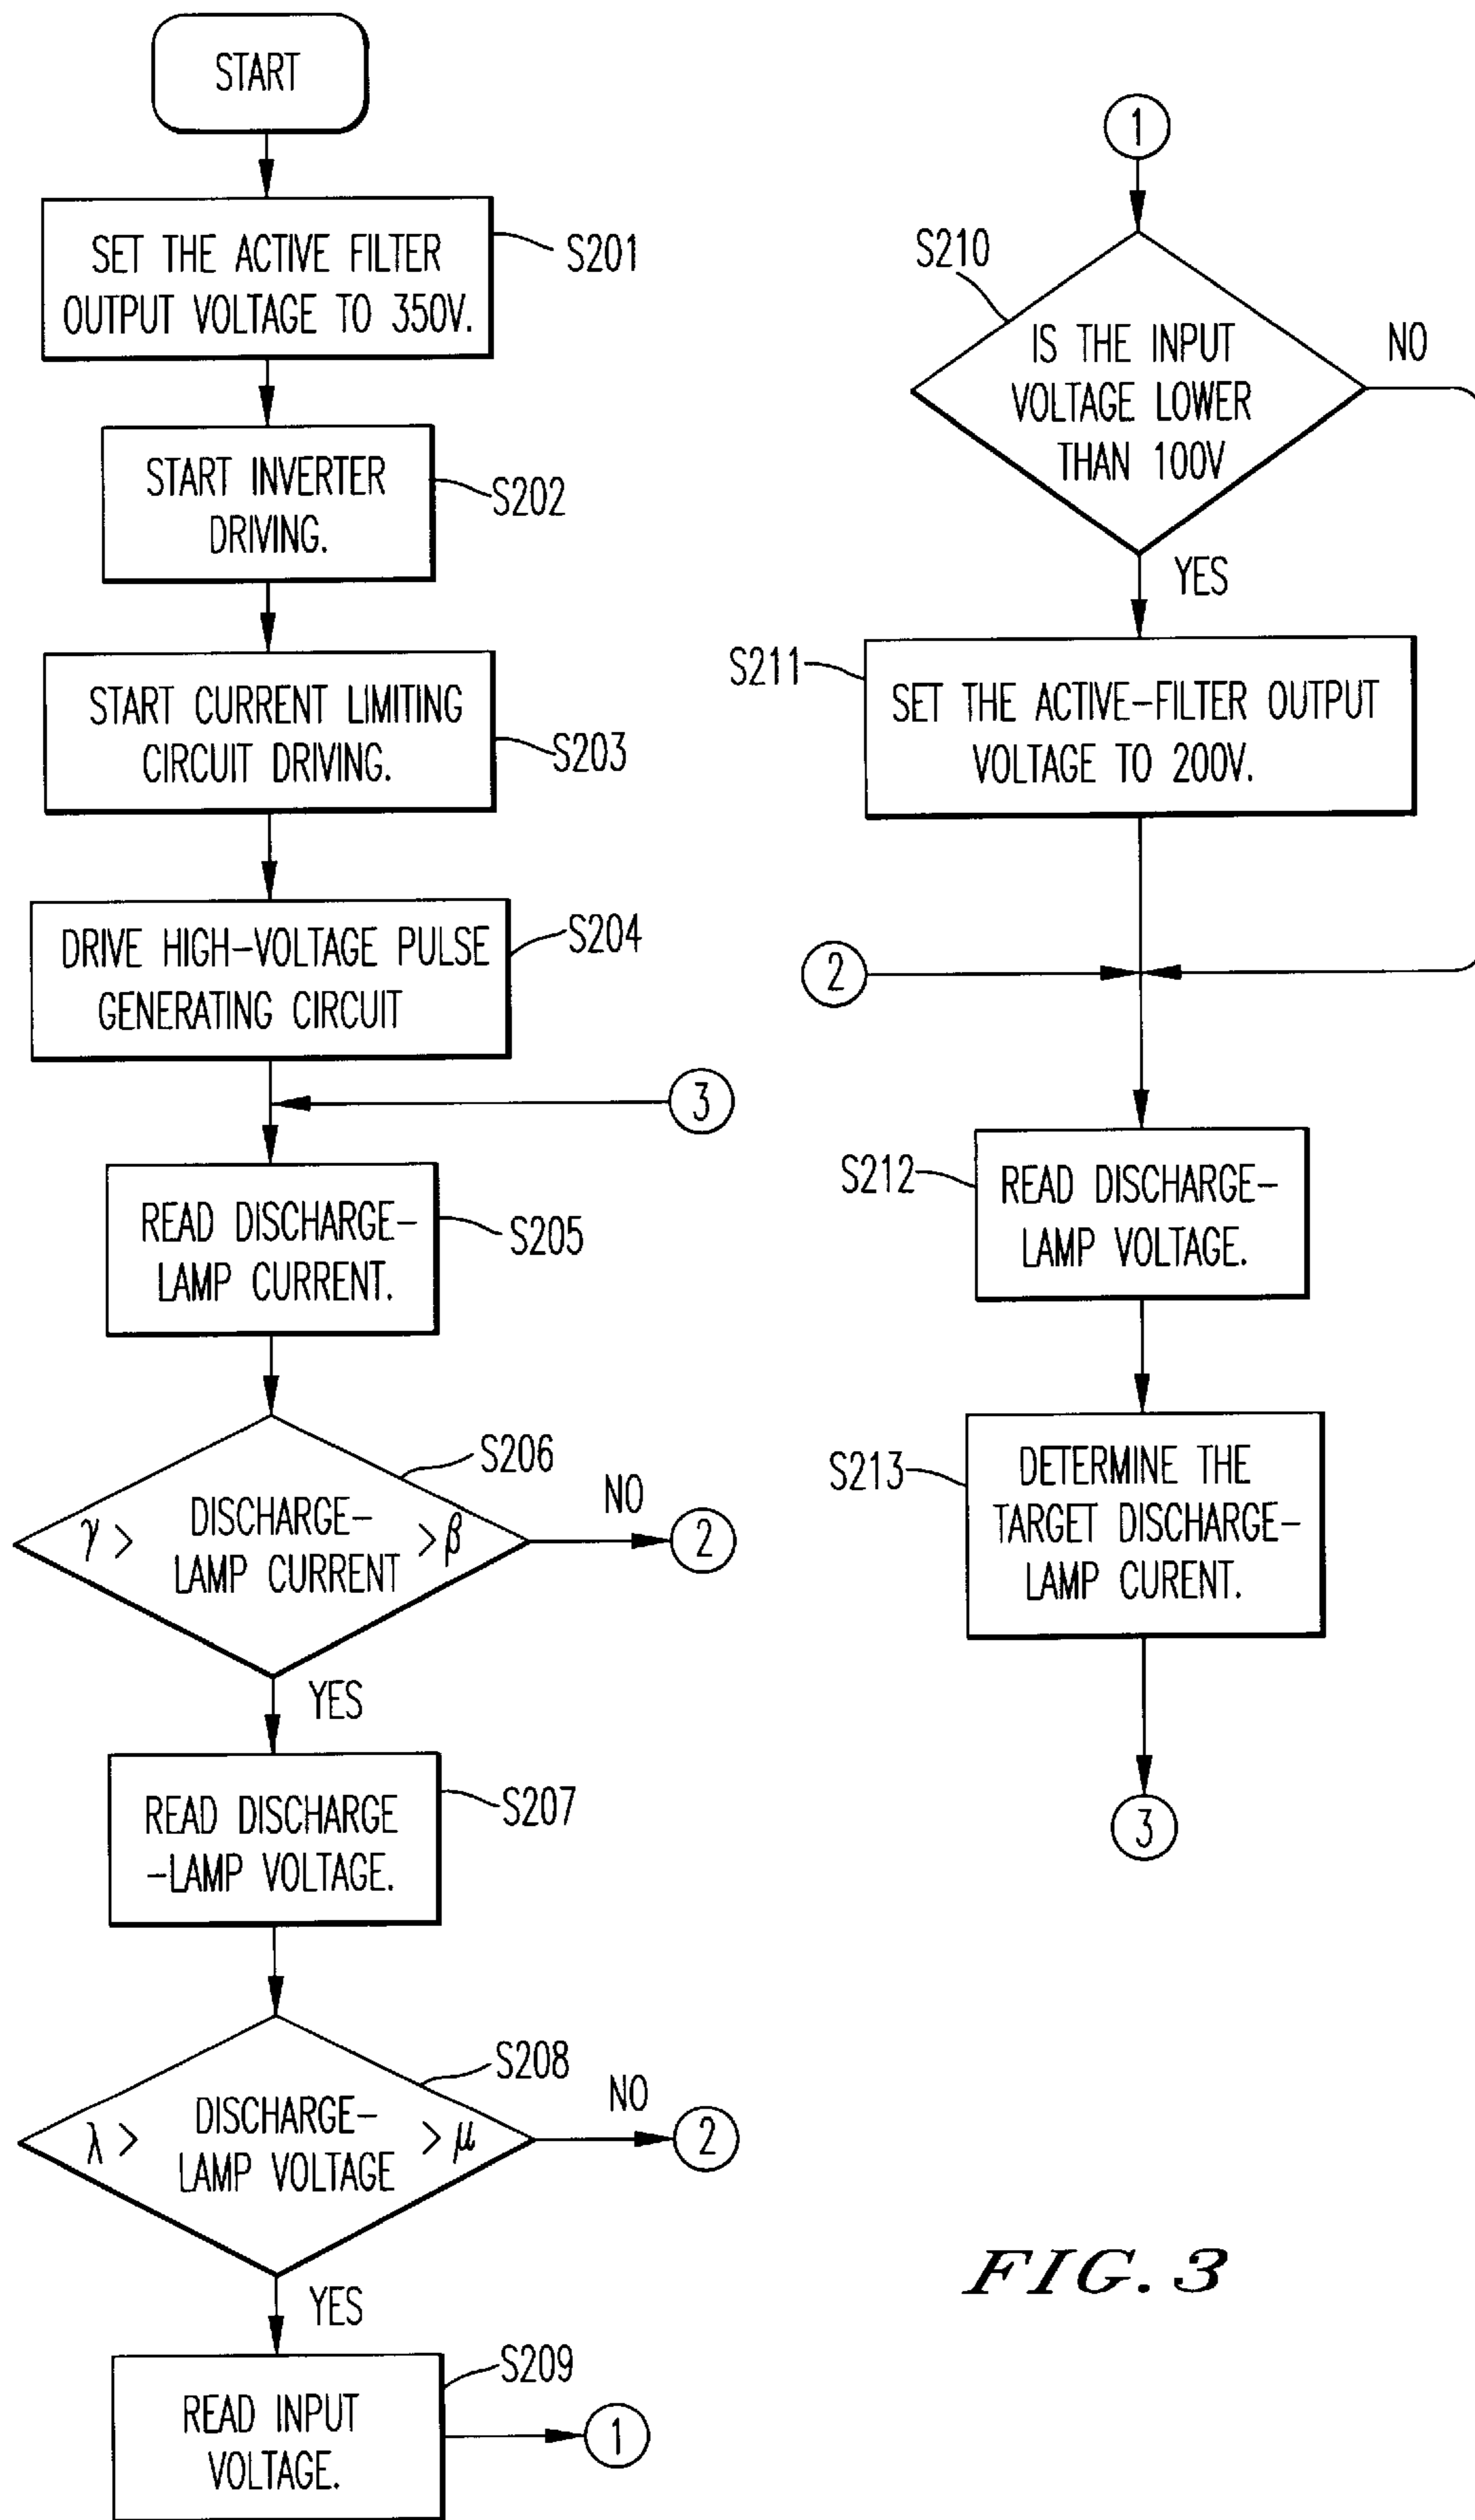 START
SET THE ACTIVE FILTER
OUTPUT VOLTAGE TO 350V.
S201
START INVERTER
DRIVING.
S202
START CURRENT LIMITING
CIRCUIT DRIVING.
S203
DRIVE HIGH-VOLTAGE PULSE
GENERATING CIRCUIT
S204
3
READ DISCHARGE-
LAMP CURRENT.
S205
S206
γ > DISCHARGE-
LAMP CURRENT > β
NO
2
YES
READ DISCHARGE
-LAMP VOLTAGE.
S207
S208
λ > DISCHARGE-
LAMP VOLTAGE > μ
NO
2
YES
S209
READ INPUT
VOLTAGE.
1
1
S210
IS THE INPUT
VOLTAGE LOWER
THAN 100V
NO
YES
S211
SET THE ACTIVE-FILTER OUTPUT
VOLTAGE TO 200V.
2
S212
READ DISCHARGE-
LAMP VOLTAGE.
S213
DETERMINE THE
TARGET DISCHARGE-
LAMP CURENT.
3
FIG. 3